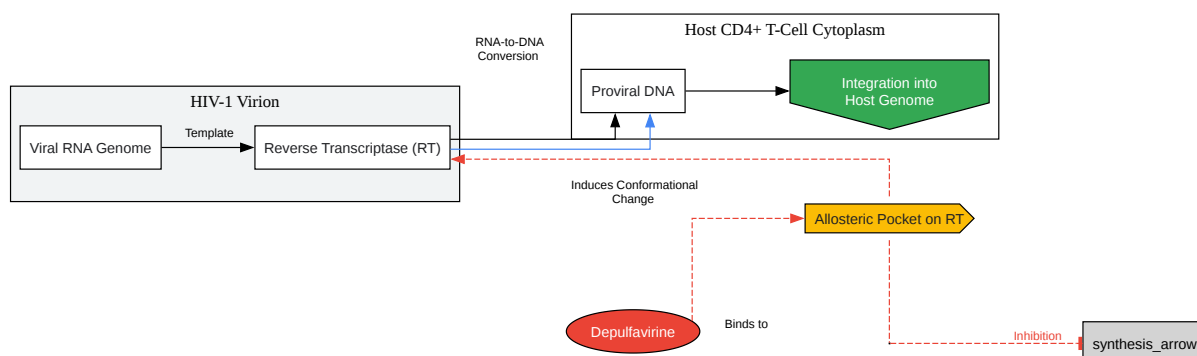 RNA-to-DNA
Conversion
Host CD4+ T-Cell Cytoplasm
Proviral DNA
Integration into
Host Genome
HIV-1 Virion
Viral RNA Genome
Template
Reverse Transcriptase (RT)
Induces Conformational
Change
Allosteric Pocket on RT
Depulfavirine
Binds to
Inhibition
synthesis_arrow